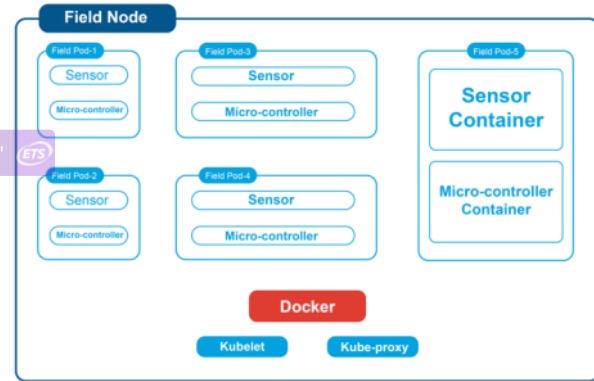 Field Node
Field Pod-1
Sensor
Micro-controller
Field Pod-3
Sensor
Micro-controller
Field Pod-5
Sensor
Container
Micro-controller
Container
ETS
Field Pod-2
Sensor
Micro-controller
Field Pod-4
Sensor
Micro-controller
Docker
Kubelet
Kube-proxy